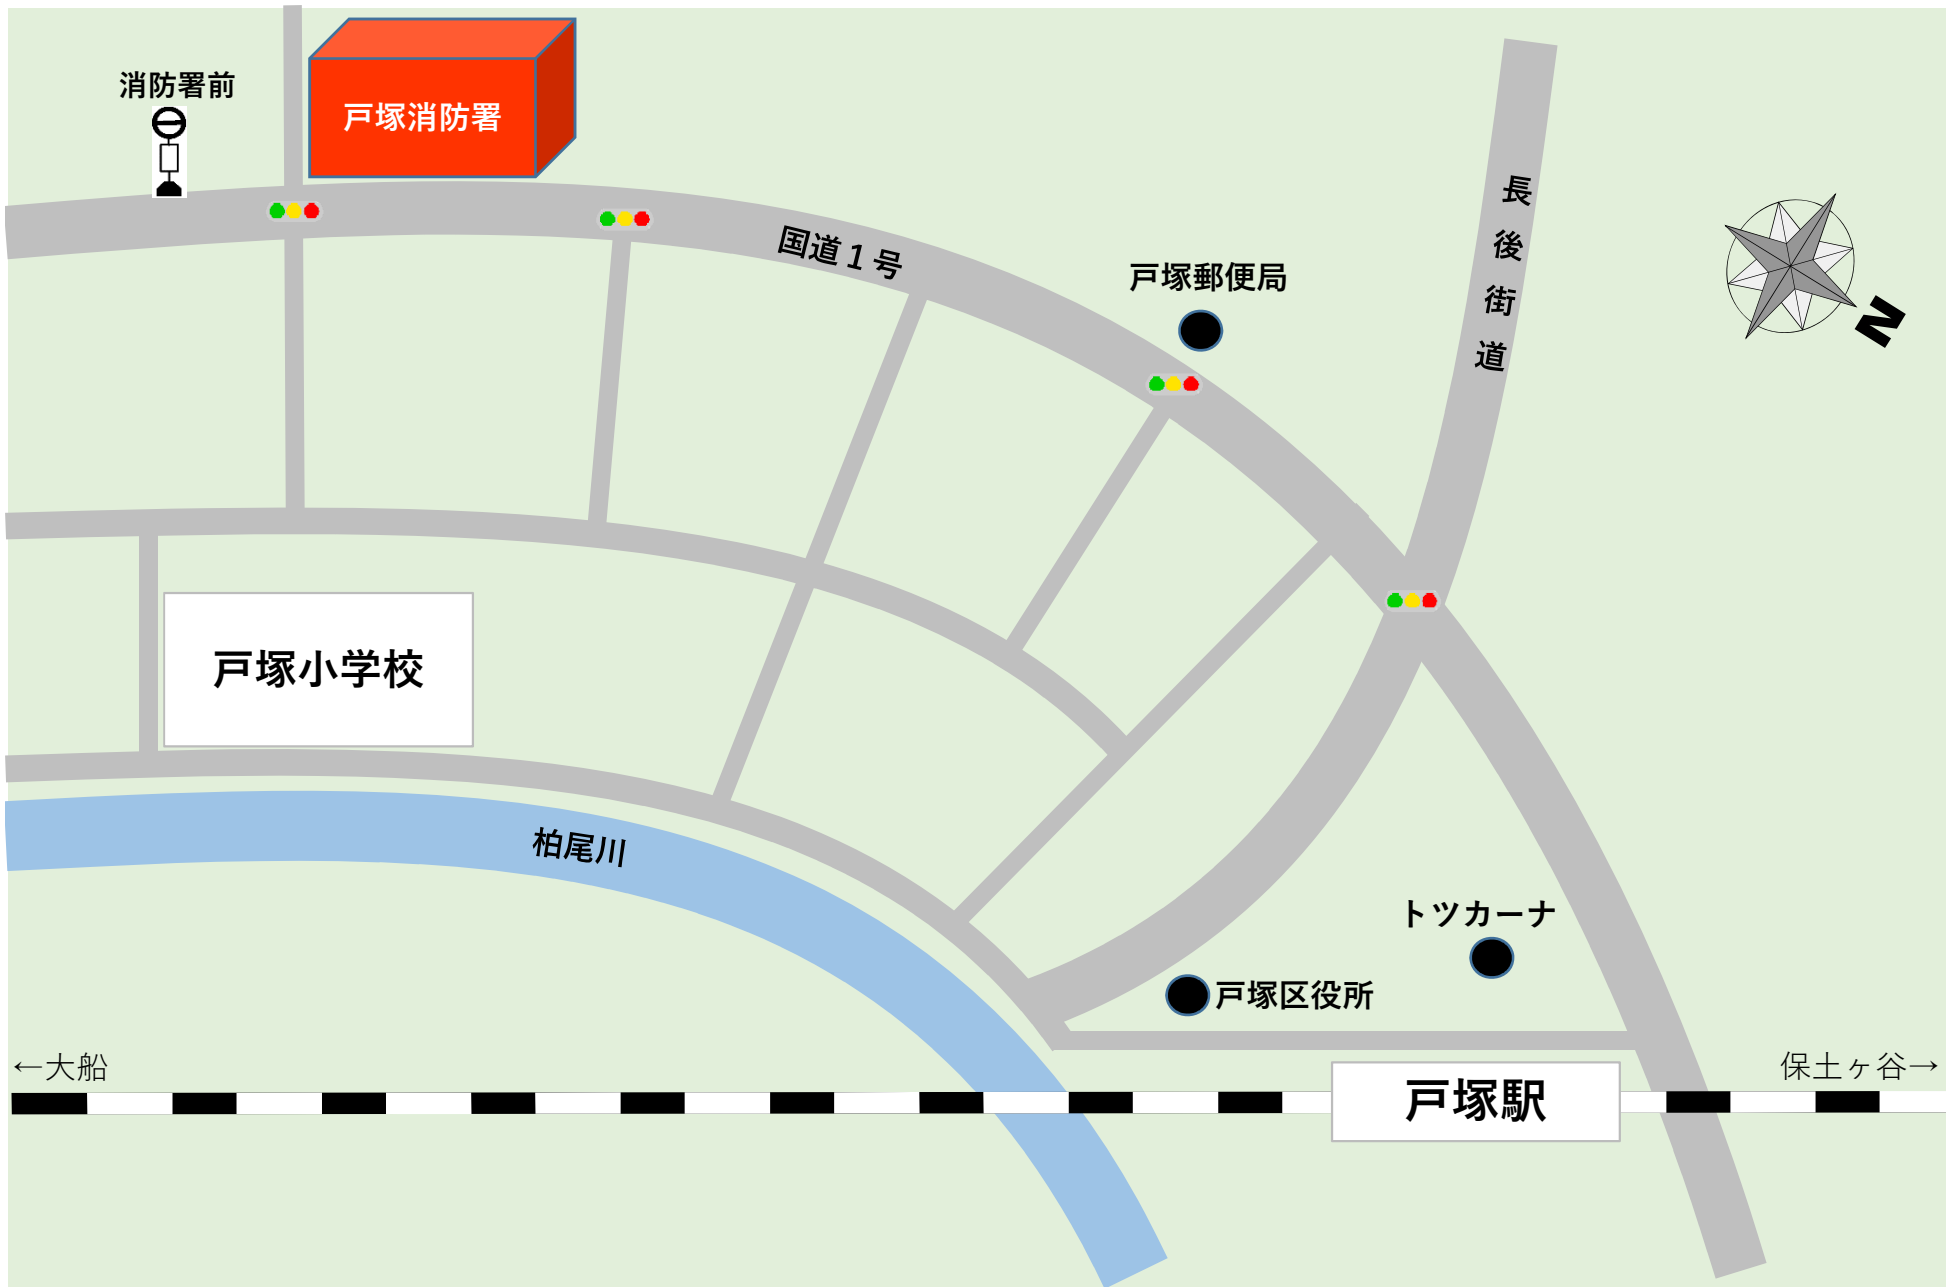 消防署前
戸塚消防署
長後街道
国道１号
戸塚郵便局
N
戸塚小学校
柏尾川
トツカーナ
戸塚区役所
←大船
保土ヶ谷→
戸塚駅